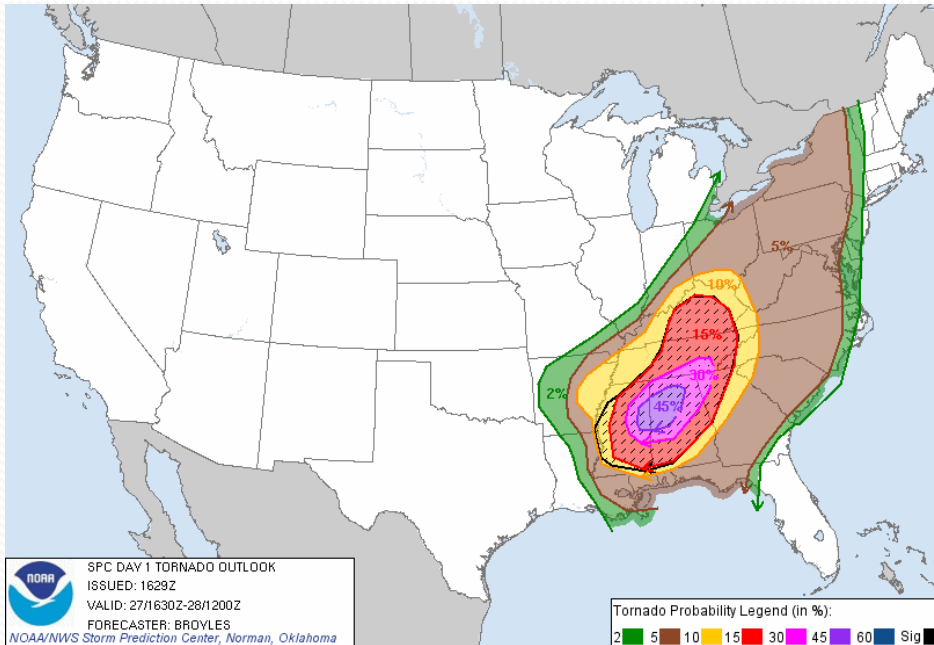 5%
10%
15%
30%
2%
45%
NOAA
SPC DAY 1 TORNADO OUTLOOK
ISSUED: 1629Z
VALID: 27/1630Z-28/1200Z
FORECASTER: BROYLES
NOAA/NWS Storm Prediction Center, Norman, Oklahoma
Tornado Probability Legend (in %):
2 5 10 15 30 45 60 Sig